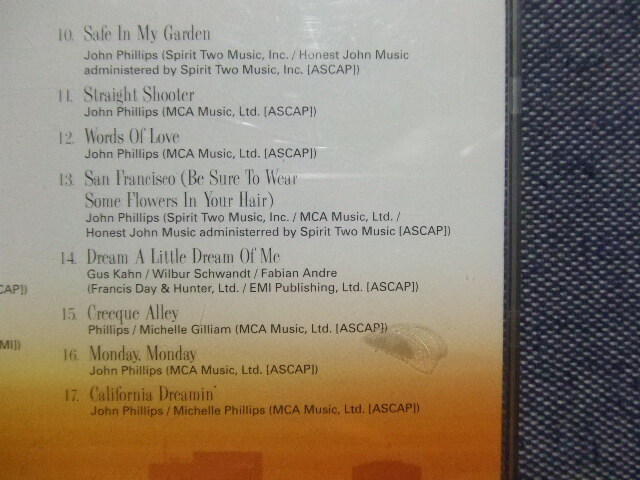 10. Safe In My Garden
John Phillips (Spirit Two Music, Inc. / Honest John Music
administered by Spirit Two Music, Inc. [ASCAP])
11. Straight Shooter
John Phillips (MCA Music, Ltd. [ASCAP])
12. Words Of Love
John Phillips (MCA Music, Ltd. [ASCAP])
13. San Francisco (Be Sure To Wear
Some Flowers In Your Hair)
John Phillips (Spirit Two Music, Inc. / MCA Music, Ltd. /
Honest John Music administerred by Spirit Two Music [ASCAP])
14. Dream A Little Dream Of Me
Gus Kahn / Wilbur Schwandt / Fabian Andre
(Francis Day & Hunter, Ltd. / EMI Publishing, Ltd. [ASCAP])
CAP])
15. Creeque Alley
Phillips / Michelle Gilliam (MCA Music, Ltd. [ASCAP])
MI])
16. Monday, Monday
John Phillips (MCA Music, Ltd. [ASCAP])
17. California Dreamin'
John Phillips / Michelle Phillips (MCA Music, Ltd. [ASCAP])